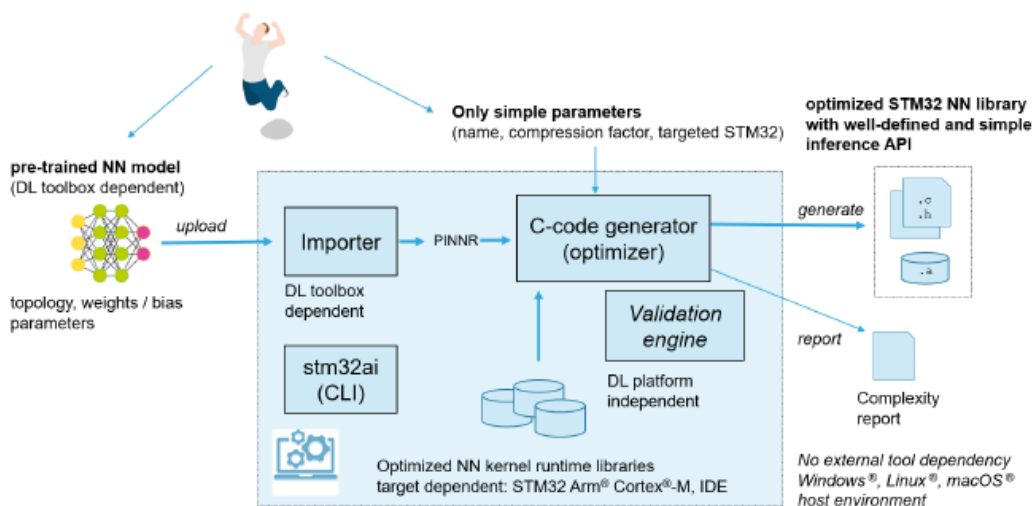 Only simple parameters
(name, compression factor, targeted STM32)
optimized STM32 NN library
with well-defined and simple
inference API
pre-trained NN model
(DL toolbox dependent)
upload
topology, weights / bias
parameters
Importer
DL toolbox
dependent
PINNR
C-code generator
(optimizer)
Validation
engine
DL platform
independent
stm32ai
(CLI)
Optimized NN kernel runtime libraries
target dependent: STM32 Arm® Cortex®-M, IDE
generate
.c
.h
.a
report
Complexity
report
No external tool dependency
Windows®, Linux®, macOS®
host environment